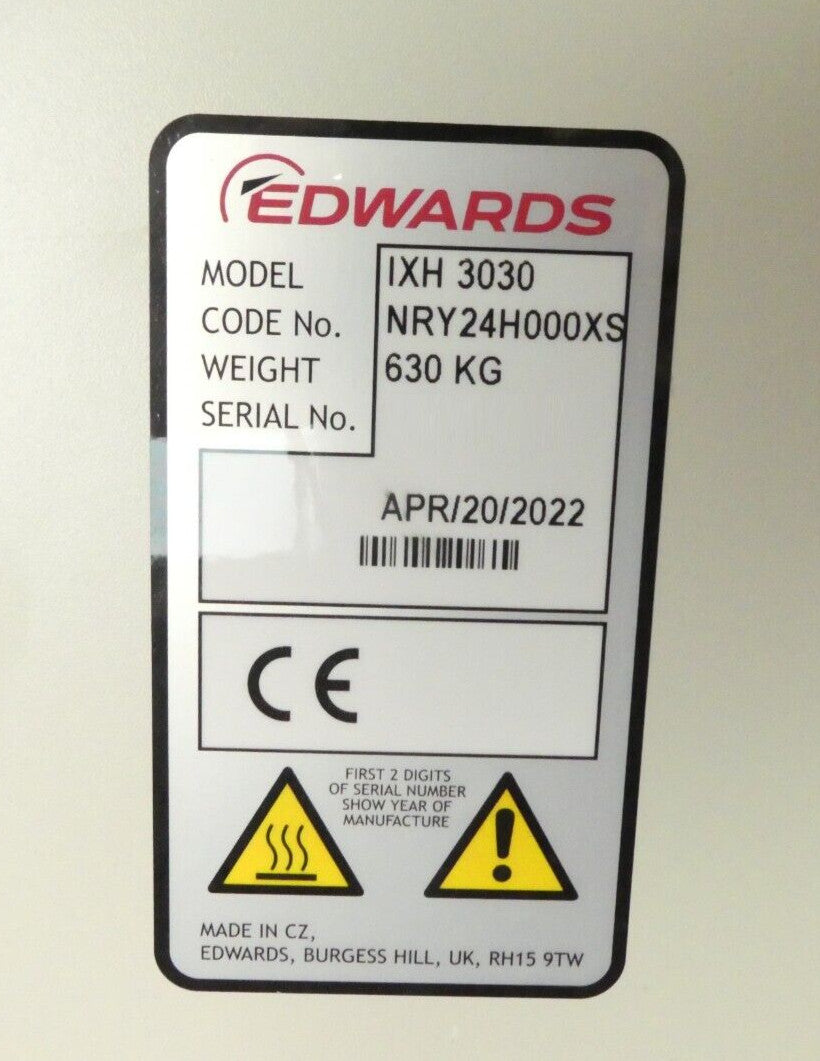 EDWARDS
MODEL IXH 3030
CODE No. NRY24H000XS
WEIGHT 630 KG
SERIAL No.
APR/20/2022
CE
FIRST 2 DIGITS
OF SERIAL NUMBER
SHOW YEAR OF
MANUFACTURE
MADE IN CZ,
EDWARDS, BURGESS HILL, UK, RH15 9TW